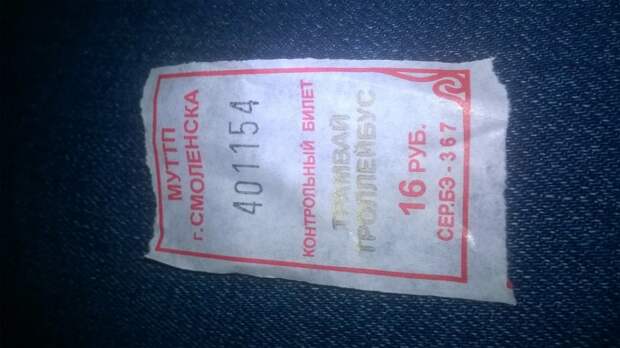 МУТТП
г. СМОЛЕНСКА
401154
КОНТРОЛЬНЫЙ БИЛЕТ
ТРАМВАЙ
ТРОЛЛЕЙБУС
16 РУБ.
СЕР.БЭ - 367